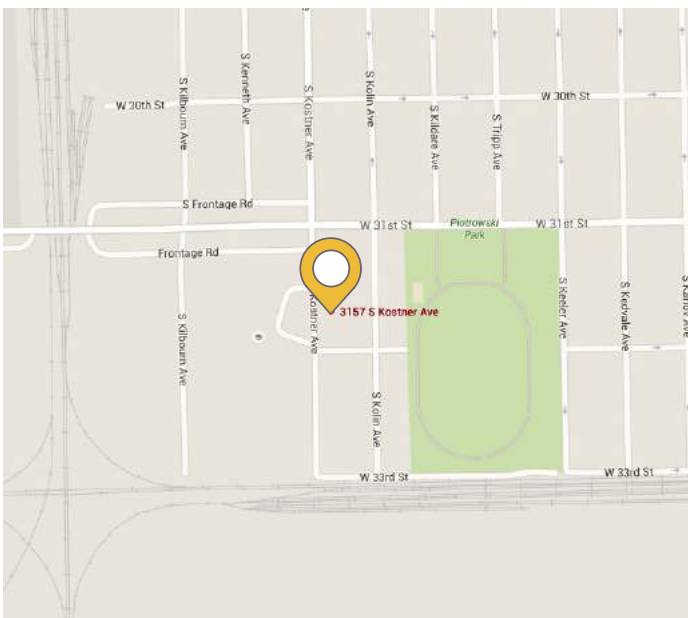 S Kilbourn Ave
S Kenneth Ave
S Kostner Ave
S Kolin Ave
S Kildare Ave
S Tripp Ave
W 30th St
W 30th St
S Frontage Rd
W 31st St
Piotrowski
Park
W 31st St
Frontage Rd
3157 S Kostner Ave
Kostner Ave
S Kilbourn Ave
S Keeler Ave
S Kedvale Ave
S Kolin Ave
W 33rd St
W 33rd St